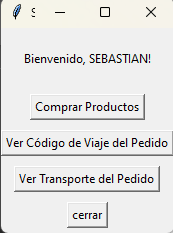 S
Bienvenido, SEBASTIAN!
Comprar Productos
Ver Código de Viaje del Pedido
Ver Transporte del Pedido
cerrar